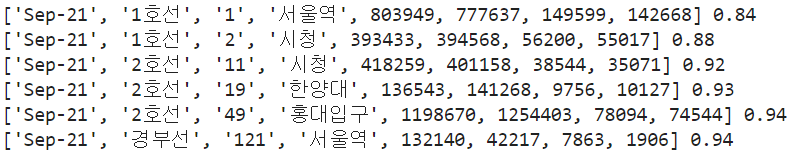 ['Sep-21', '1호선', '1', '서울역', 803949, 777637, 149599, 142668] 0.84
['Sep-21', '1호선', '2', '시청', 393433, 394568, 56200, 55017] 0.88
['Sep-21', '2호선', '11', '시청', 418259, 401158, 38544, 35071] 0.92
['Sep-21', '2호선', '19', '한양대', 136543, 141268, 9756, 10127] 0.93
['Sep-21', '2호선', '49', '홍대입구', 1198670, 1254403, 78094, 74544] 0.94
['Sep-21', '경부선', '121', '서울역', 132140, 42217, 7863, 1906] 0.94